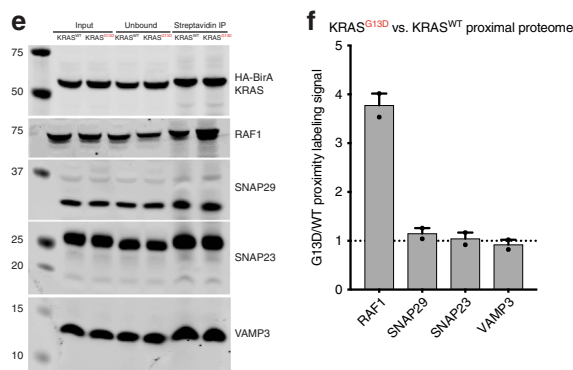 e
Input Unbound Streptavidin IP
KRASWT KRASG13D KRASWT KRASG13D KRASWT KRASG13D
75
50
HA-BirA
KRAS
75
RAF1
37
SNAP29
25
20
SNAP23
15
10
VAMP3
f KRASG13D vs. KRASWT proximal proteome
G13D/WT proximity labeling signal
5
4
3
2
1
0
RAF1
SNAP29
SNAP23
VAMP3